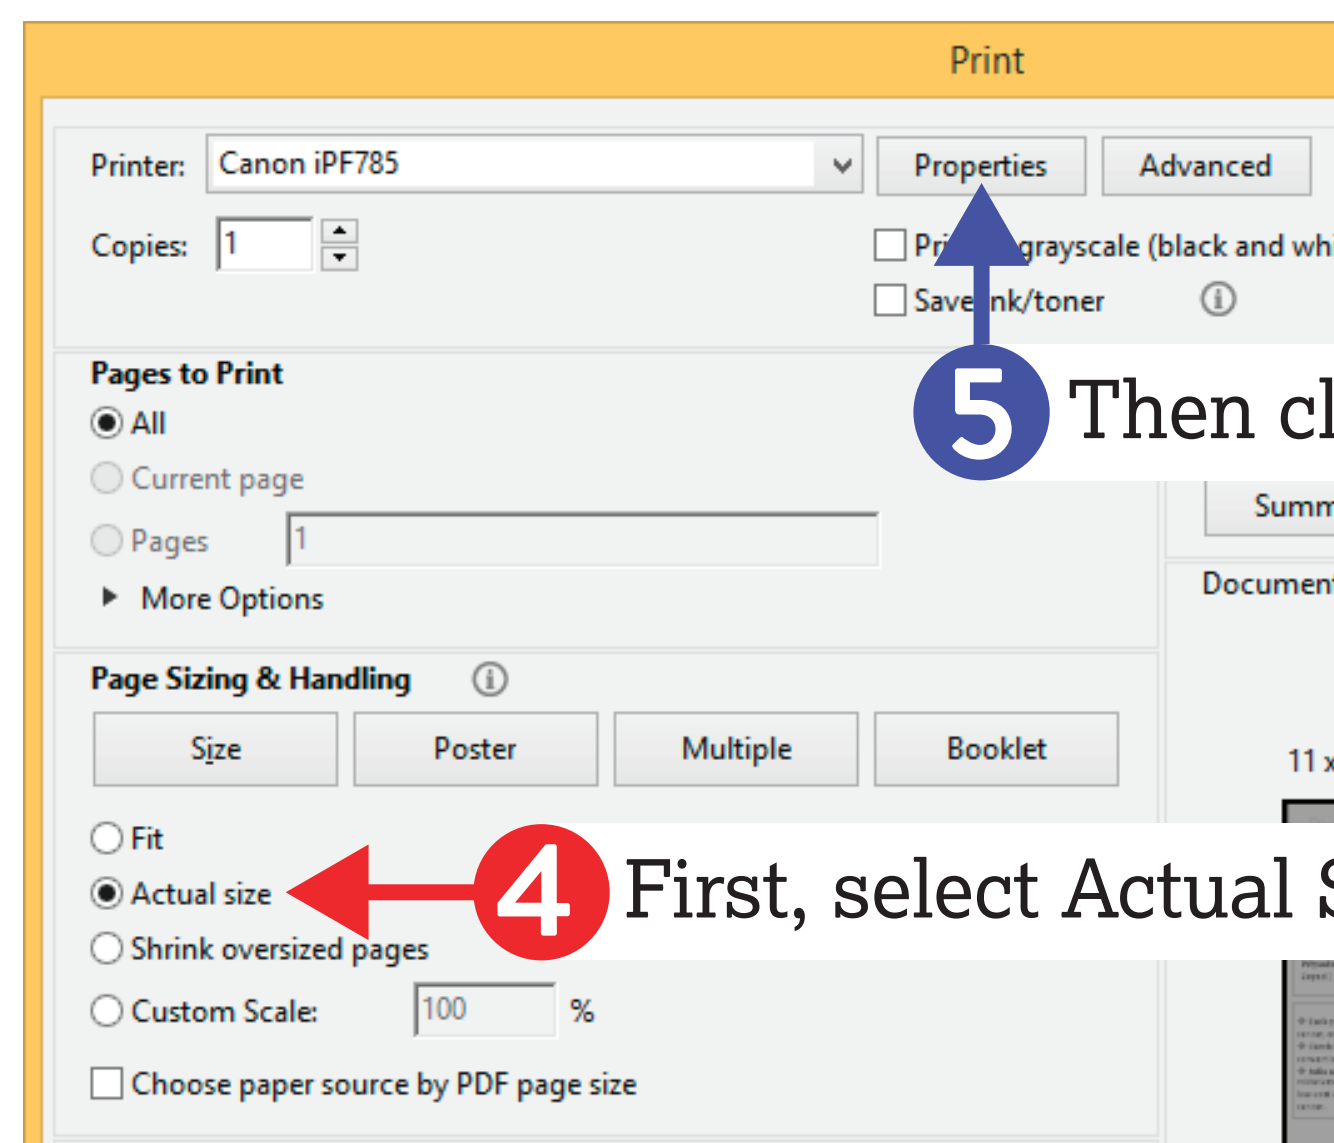 Print
Printer: Canon iPF785 Properties Advanced
Copies: 1 grayscale (black and whi
Save ink/toner
Pages to Print
All
5 Then cl
Current page
Summ
Pages 1
More Options
Document
Page Sizing & Handling
Size Poster Multiple Booklet
11 x
Fit
4 First, select Actual S
Actual size
Shrink oversized pages
Custom Scale: 100 %
Choose paper source by PDF page size